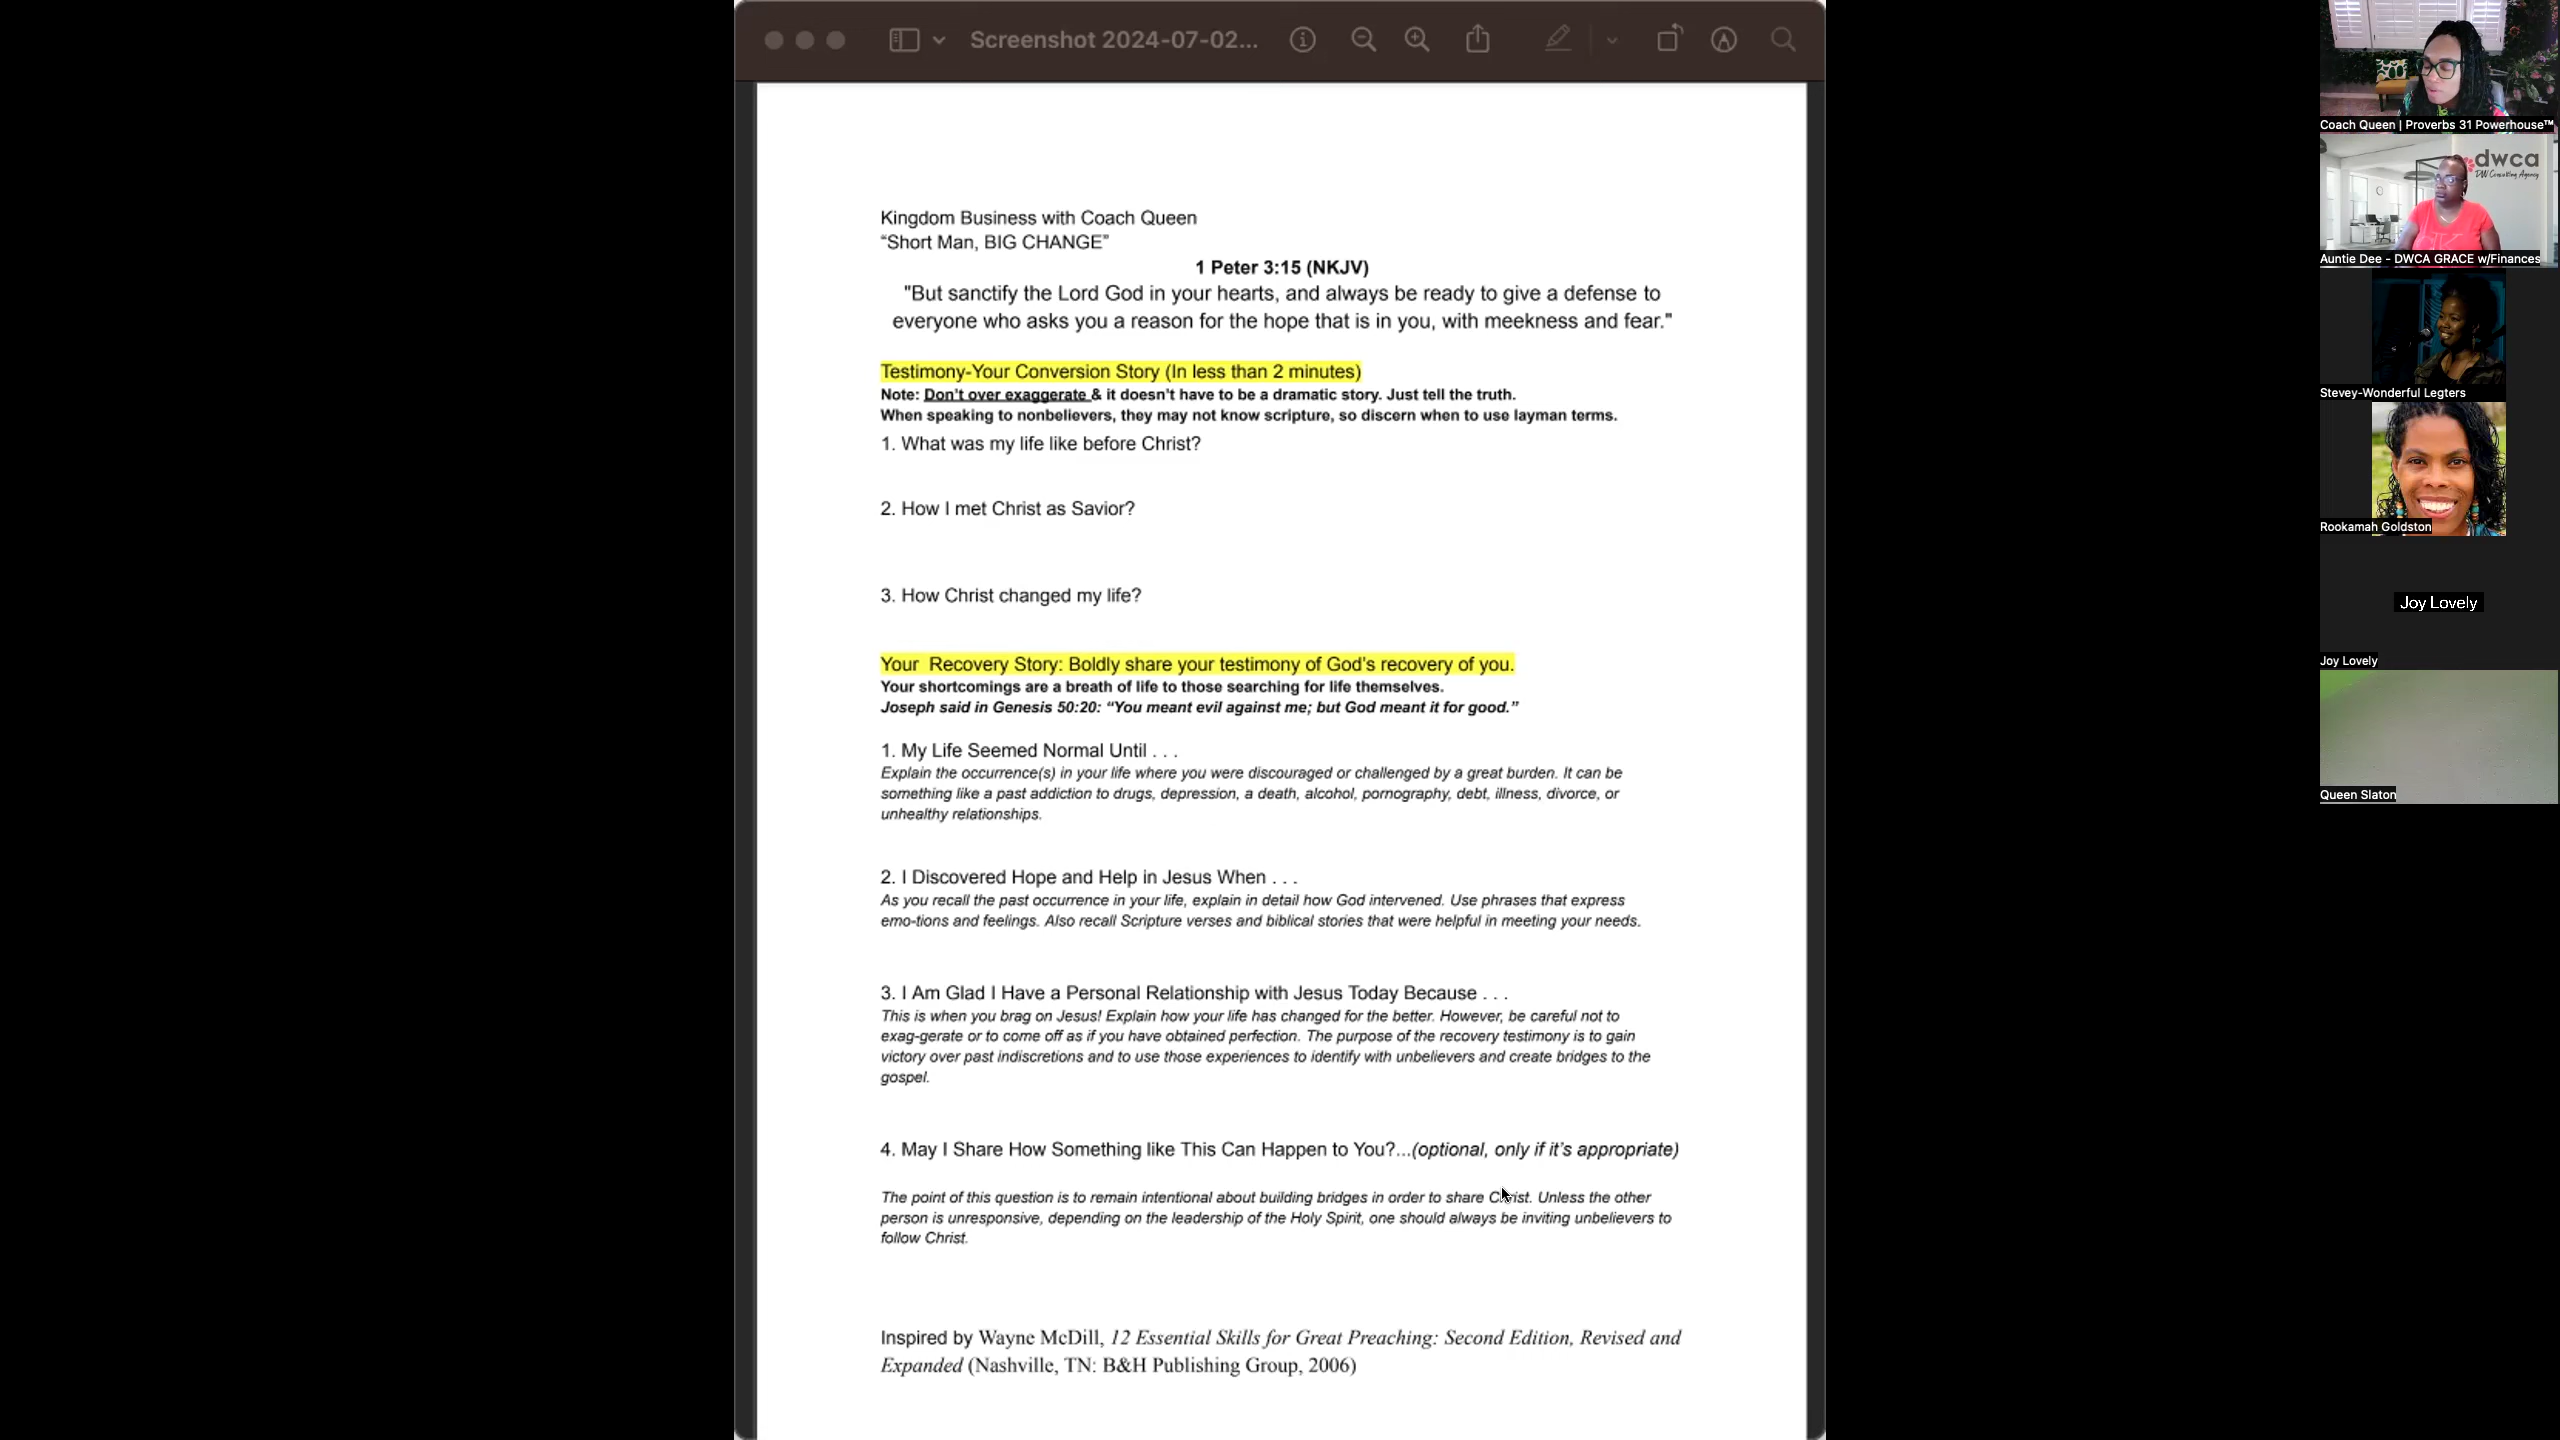 Screenshot 2024-07-02...
Kingdom Business with Coach Queen
“Short Man, BIG CHANGE”
1 Peter 3:15 (NKJV)
"But sanctify the Lord God in your hearts, and always be ready to give a defense to
everyone who asks you a reason for the hope that is in you, with meekness and fear."
Testimony-Your Conversion Story (In less than 2 minutes)
Note: Don't over exaggerate & it doesn't have to be a dramatic story. Just tell the truth.
When speaking to nonbelievers, they may not know scripture, so discern when to use layman terms.
1. What was my life like before Christ?
2. How I met Christ as Savior?
3. How Christ changed my life?
Your  Recovery Story: Boldly share your testimony of God's recovery of you.
Your shortcomings are a breath of life to those searching for life themselves.
Joseph said in Genesis 50:20: “You meant evil against me; but God meant it for good.”
1. My Life Seemed Normal Until . . .
Explain the occurrence(s) in your life where you were discouraged or challenged by a great burden. It can be
something like a past addiction to drugs, depression, a death, alcohol, pornography, debt, illness, divorce, or
unhealthy relationships.
2. I Discovered Hope and Help in Jesus When . . .
As you recall the past occurrence in your life, explain in detail how God intervened. Use phrases that express
emo-tions and feelings. Also recall Scripture verses and biblical stories that were helpful in meeting your needs.
3. I Am Glad I Have a Personal Relationship with Jesus Today Because . . .
This is when you brag on Jesus! Explain how your life has changed for the better. However, be careful not to
exag-gerate or to come off as if you have obtained perfection. The purpose of the recovery testimony is to gain
victory over past indiscretions and to use those experiences to identify with unbelievers and create bridges to the
gospel.
4. May I Share How Something like This Can Happen to You?...(optional, only if it's appropriate)
The point of this question is to remain intentional about building bridges in order to share Christ. Unless the other
person is unresponsive, depending on the leadership of the Holy Spirit, one should always be inviting unbelievers to
follow Christ.
Inspired by Wayne McDill, 12 Essential Skills for Great Preaching: Second Edition, Revised and
Expanded (Nashville, TN: B&H Publishing Group, 2006)
Coach Queen | Proverbs 31 Powerhouse™
dwca
DW Consulting Agency
Auntie Dee - DWCA GRACE w/Finances
Stevey-Wonderful Legters
Rookamah Goldston
Joy Lovely
Joy Lovely
Queen Slaton